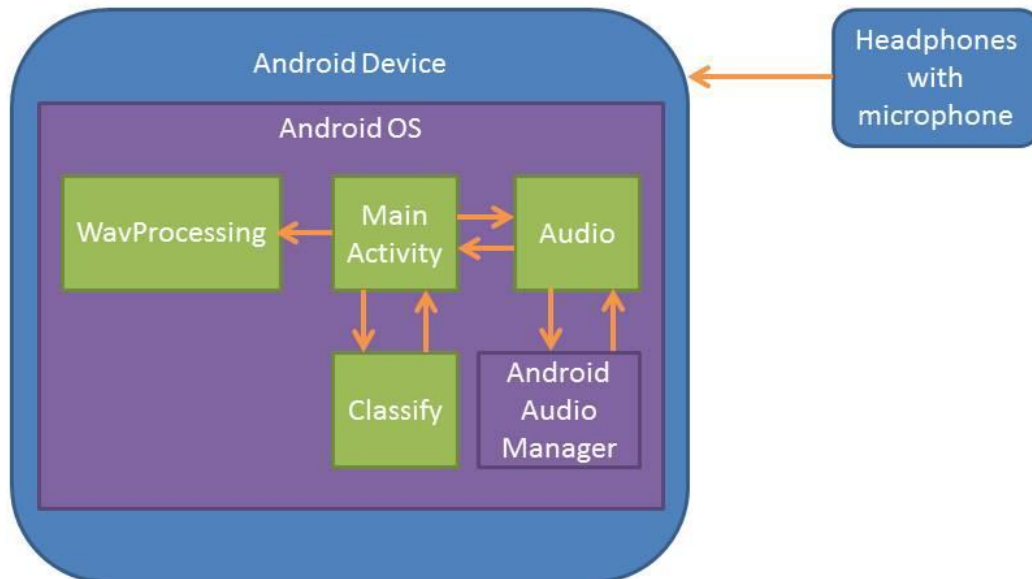 Android Device
Headphones
with
microphone
Android OS
WavProcessing
Main
Activity
Audio
Classify
Android
Audio
Manager